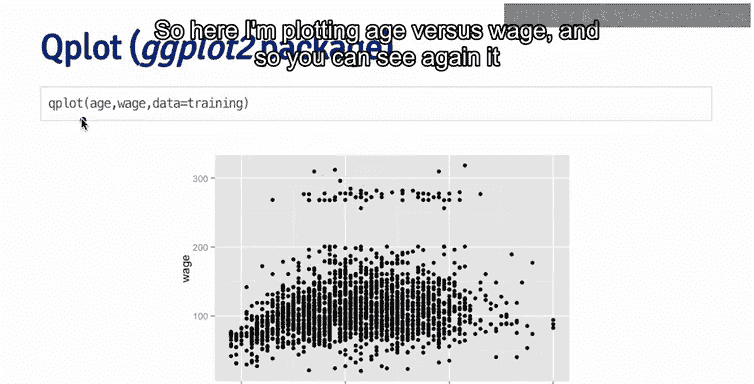 So here I'm plotting age versus wage, and
so you can see again it
Qplot (ggplot2 package)
qplot(age,wage,data=training)
300
200
wage
100